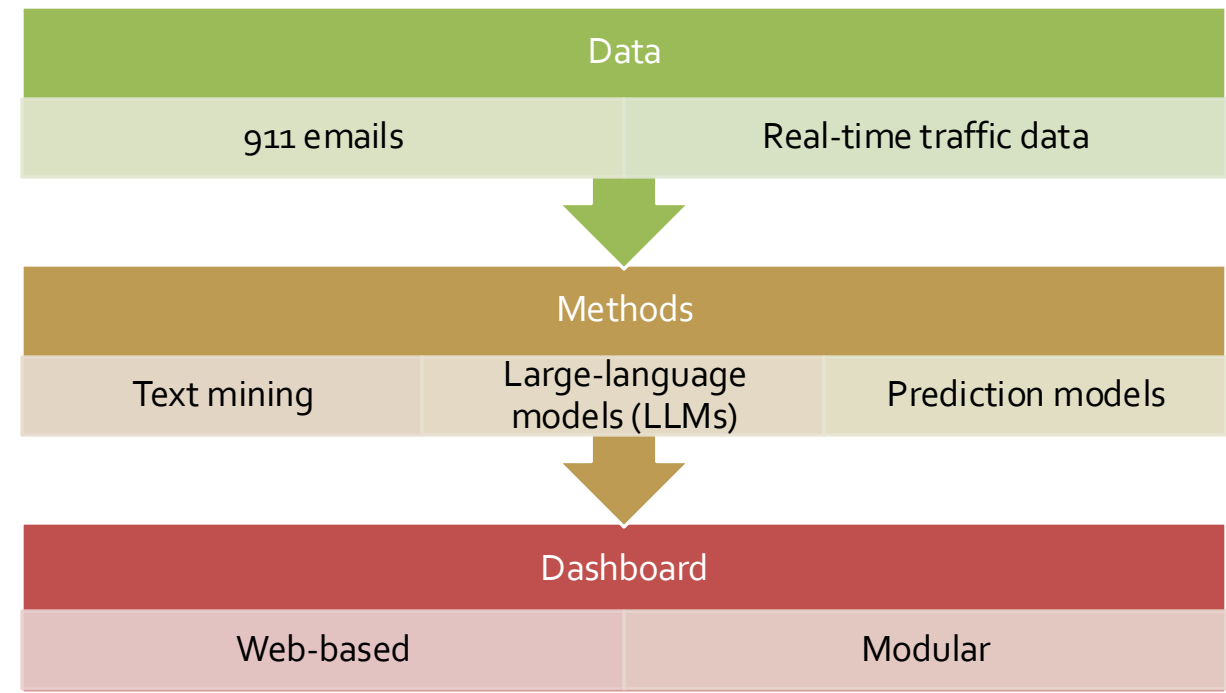 Data
911 emails
Real-time traffic data
Methods
Text mining
Large-language
models (LLMs)
Prediction models
Dashboard
Web-based
Modular